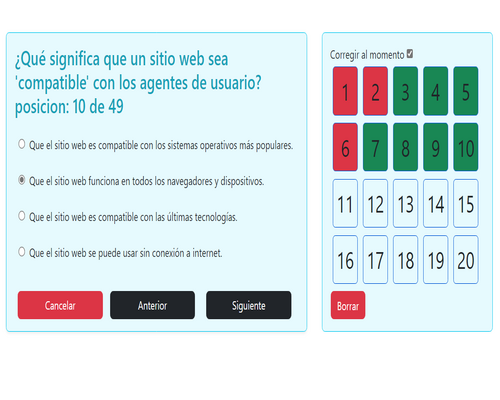 ¿Qué significa que un sitio web sea
'compatible' con los agentes de usuario?
posicion: 10 de 49
Que el sitio web es compatible con los sistemas operativos más populares.
Que el sitio web funciona en todos los navegadores y dispositivos.
Que el sitio web es compatible con las últimas tecnologías.
Que el sitio web se puede usar sin conexión a internet.
Cancelar Anterior Siguiente
Corregir al momento
1 2 3 4 5
6 7 8 9 10
11 12 13 14 15
16 17 18 19 20
Borrar